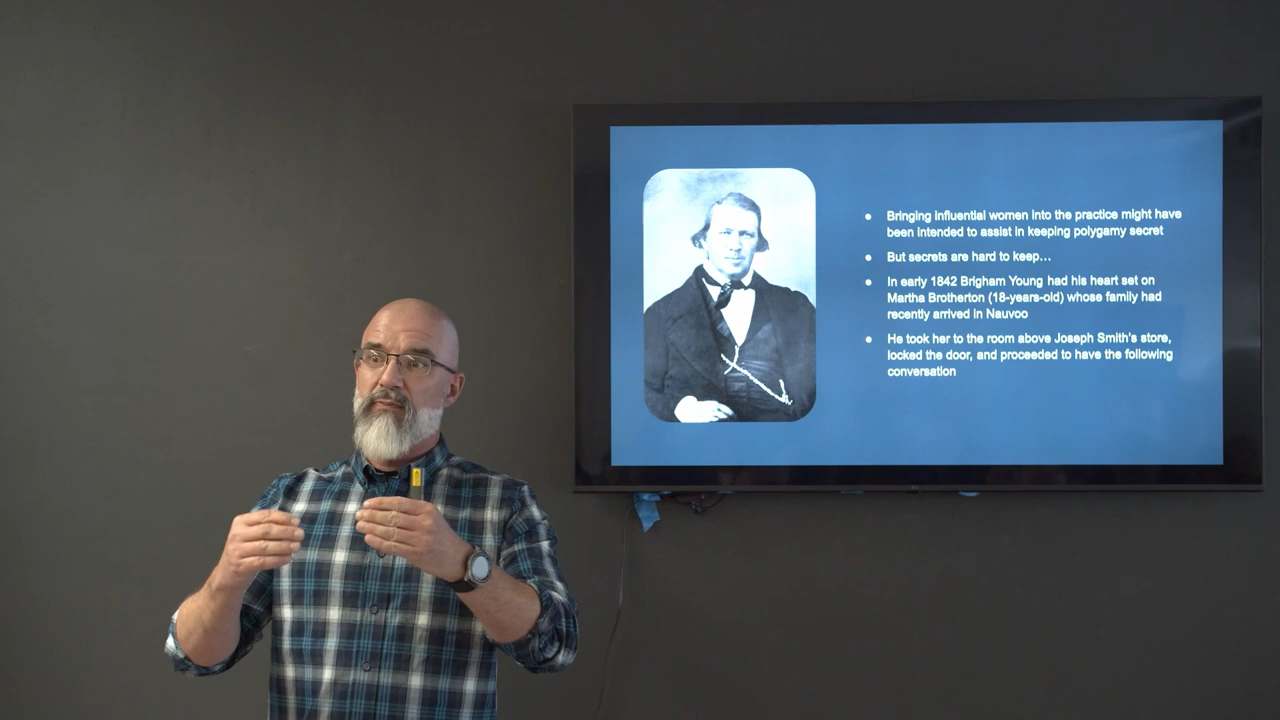 ● Bringing influential women into the practice might have
been intended to assist in keeping polygamy secret
● But secrets are hard to keep…
● In early 1842 Brigham Young had his heart set on
Martha Brotherton (18-years-old) whose family had
recently arrived in Nauvoo
● He took her to the room above Joseph Smith's store,
locked the door, and proceeded to have the following
conversation